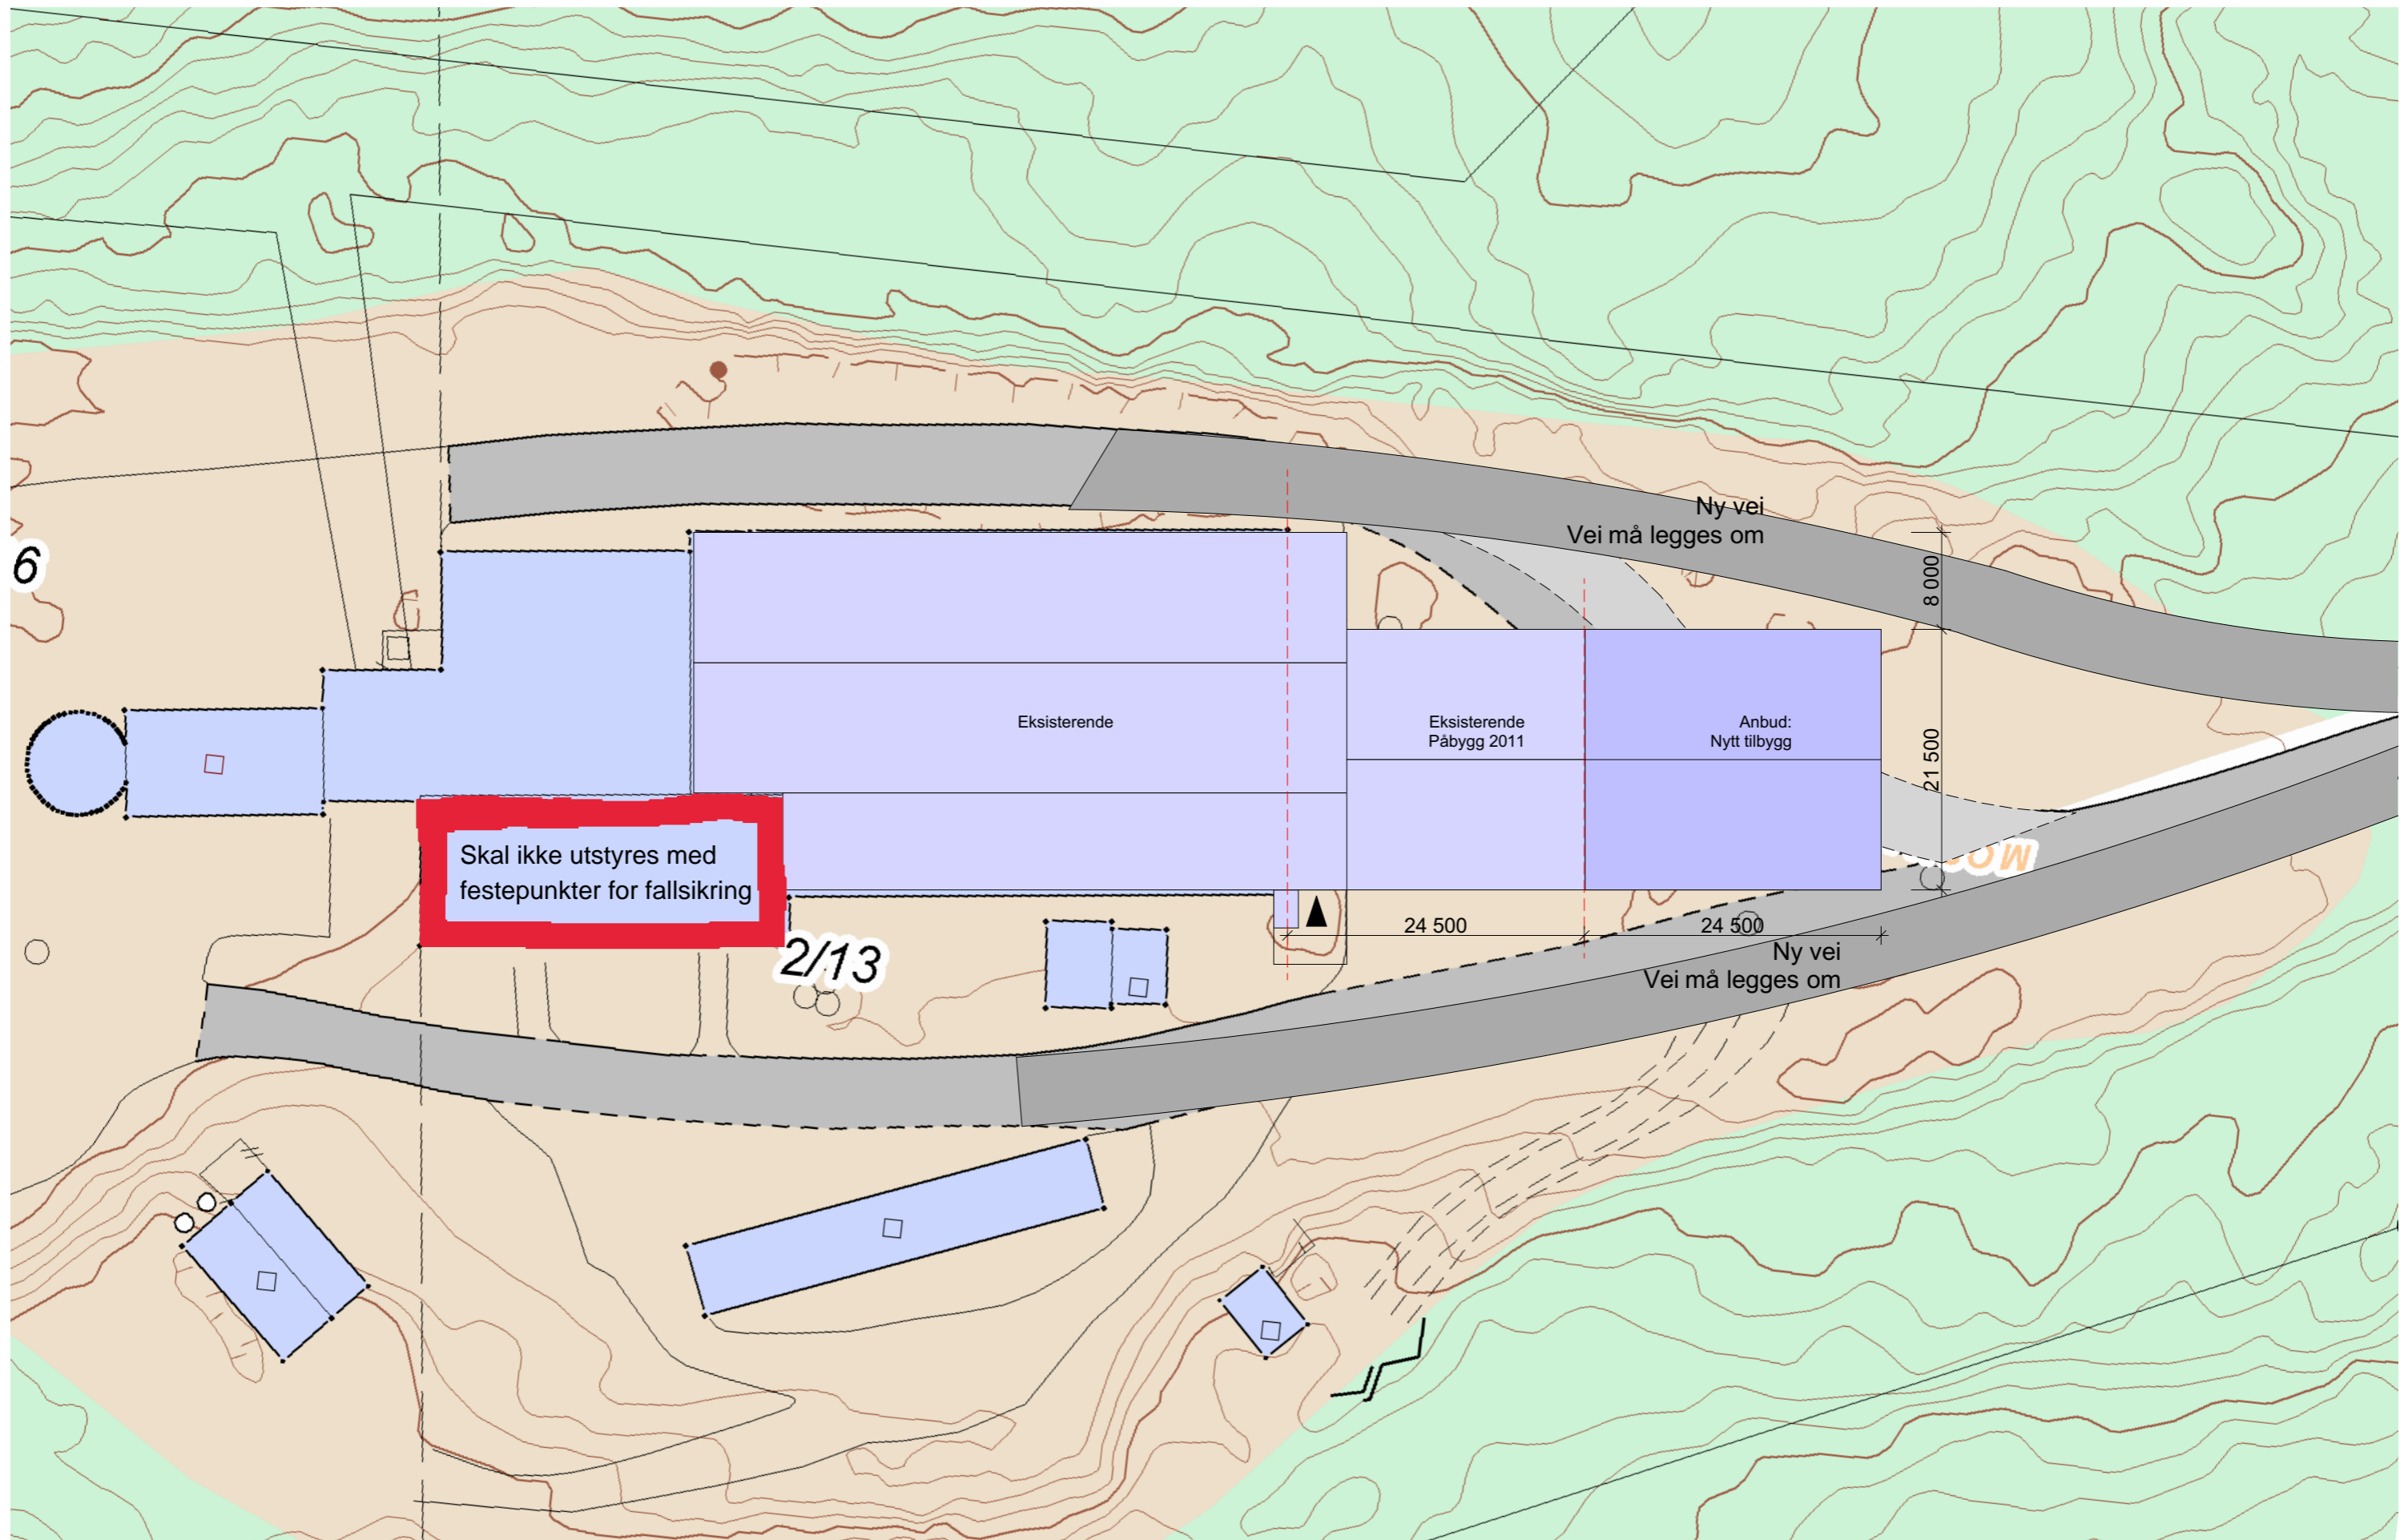 Ny vei
Vei må legges om
6
8 000
Eksisterende
Eksisterende
Påbygg 2011
Anbud:
Nytt tilbygg
21 500
Skal ikke utstyres med
festepunkter for fallsikring
24 500
24 500
2/13
Ny vei
Vei må legges om